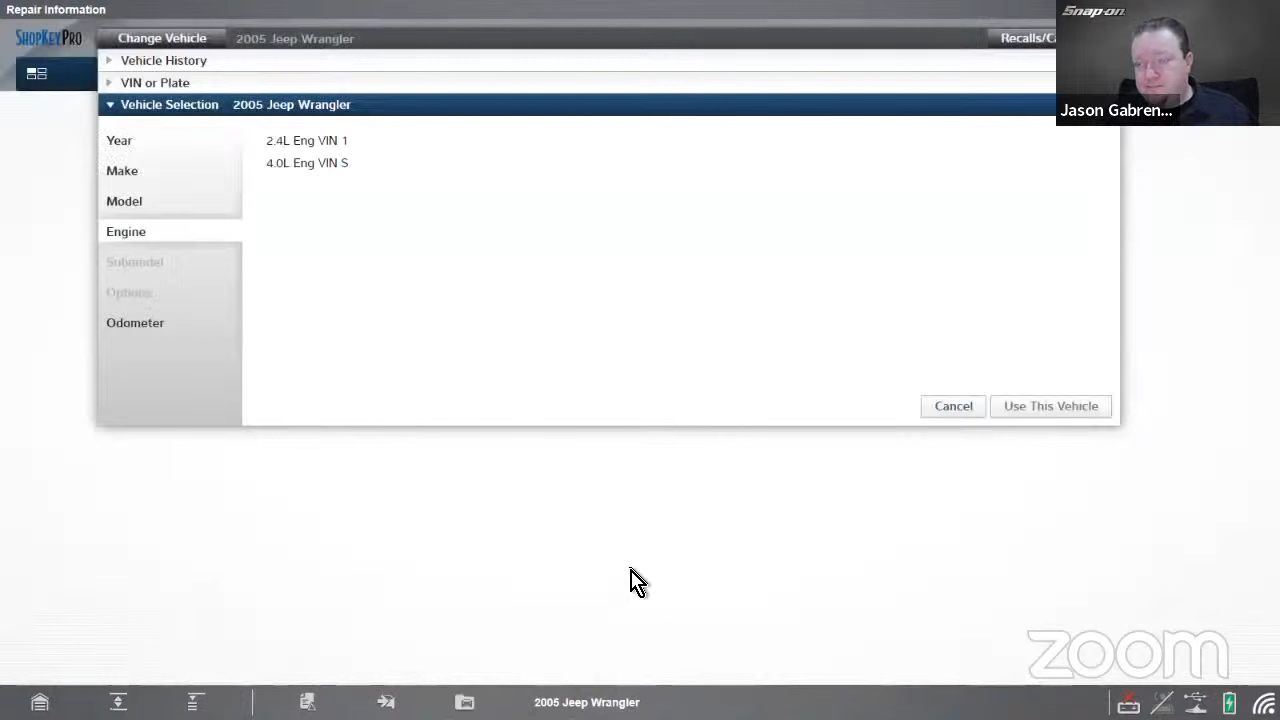 Repair Information
SHOPKEYPRO
Change Vehicle
2005 Jeep Wrangler
Recalls/Ca
Snap-on
Jason Gabren...
Vehicle History
VIN or Plate
Vehicle Selection 2005 Jeep Wrangler
Year
Make
Model
Engine
Submodel
Options
Odometer
2.4L Eng VIN 1
4.0L Eng VIN S
Cancel
Use This Vehicle
zoom
2005 Jeep Wrangler